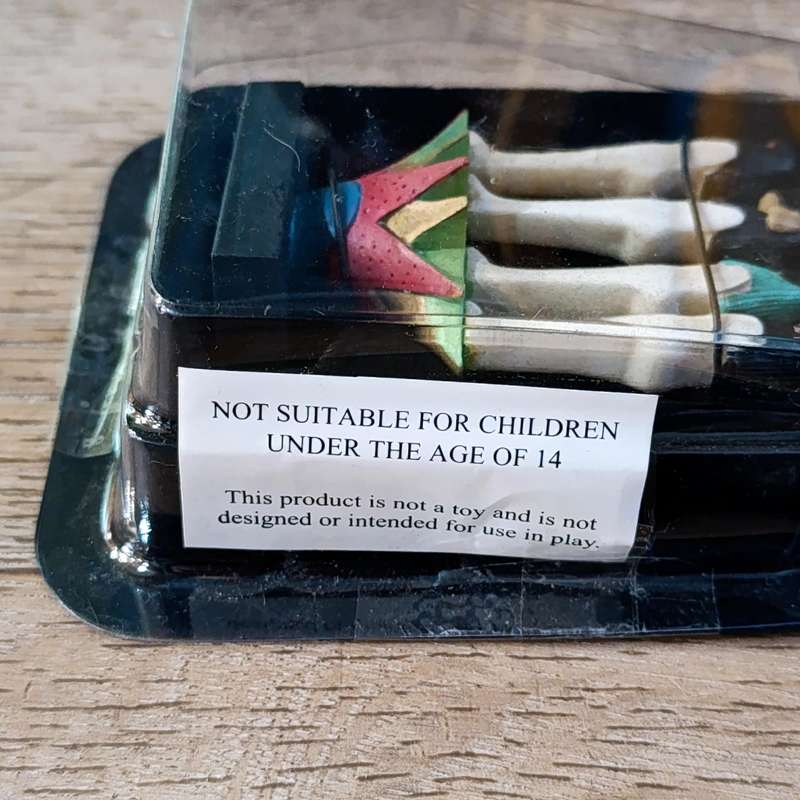 NOT SUITABLE FOR CHILDREN
UNDER THE AGE OF 14
This product is not a toy and is not
designed or intended for use in play.